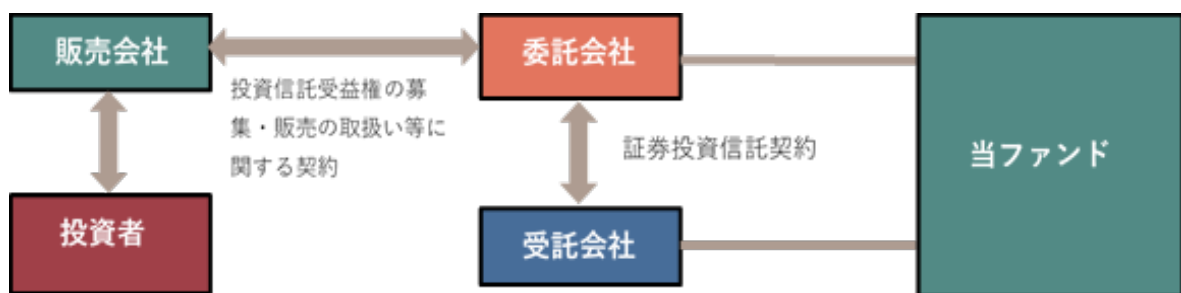 販売会社
委託会社
投資信託受益権の募
集・販売の取扱い等に
関する契約
証券投資信託契約
当ファンド
投資者
受託会社